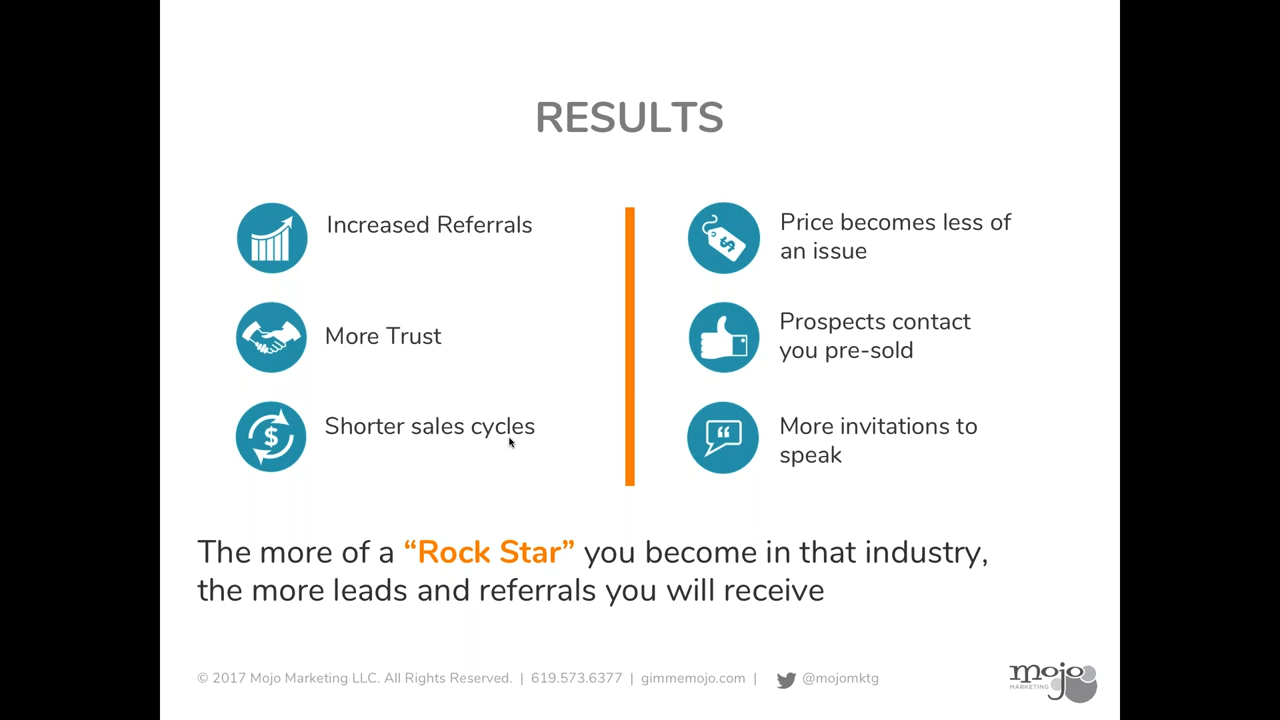 RESULTS
Increased Referrals
More Trust
Shorter sales cycles
Price becomes less of
an issue
Prospects contact
you pre-sold
More invitations to
speak
The more of a “Rock Star” you become in that industry,
the more leads and referrals you will receive
© 2017 Mojo Marketing LLC. All Rights Reserved. | 619.573.6377 | gimmemojo.com | @mojomktg
mojo
MARKETING